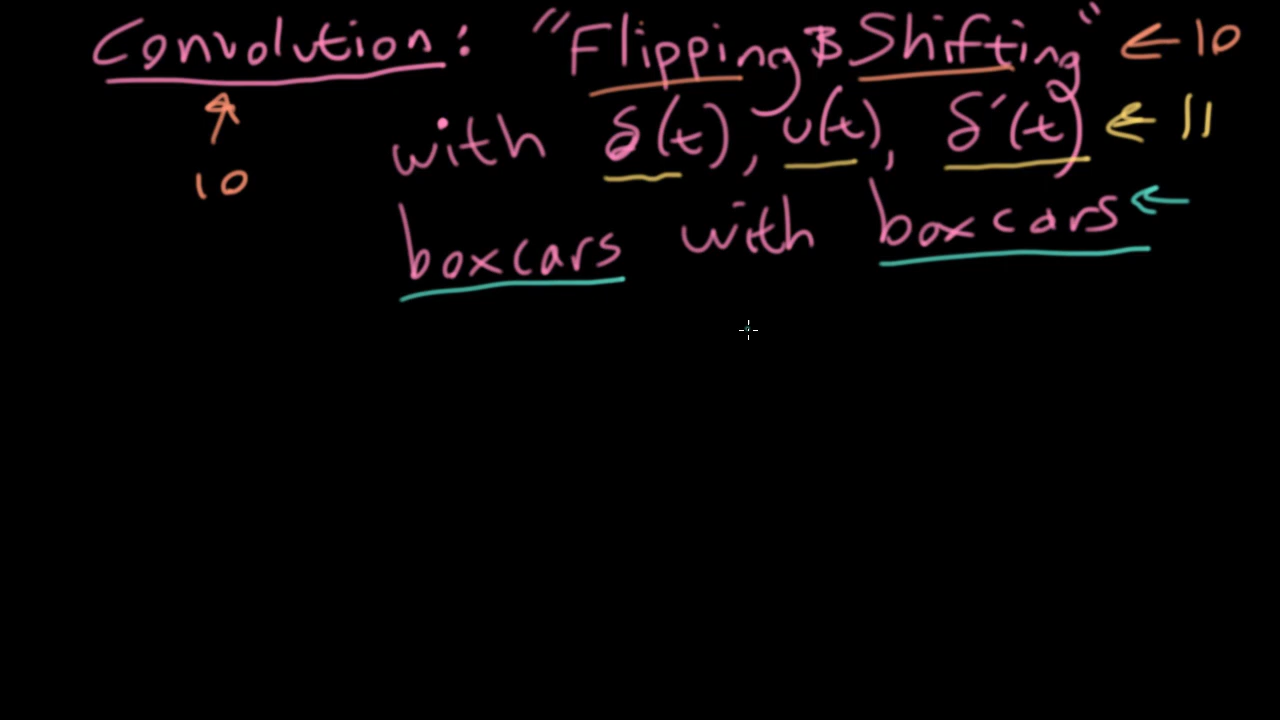 Convolution: "Flipping & Shifting" ← 10
with δ(t), u(t), δ'(t) ← 11
↑
10
boxcars with boxcars ←